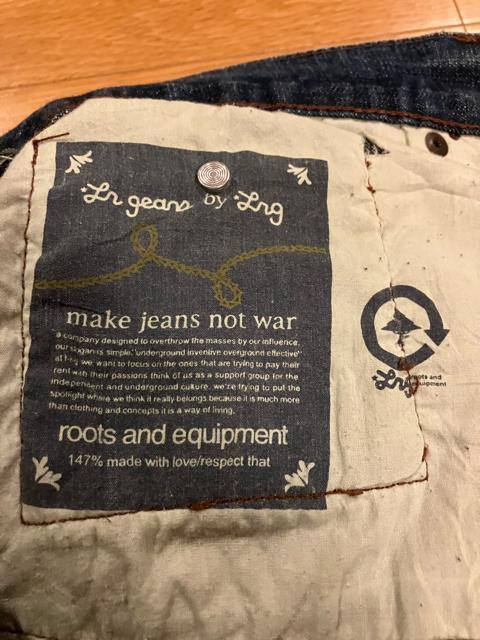 Ln geans by Lrg
make jeans not war
a company designed to overthrow the masses by our influence.
our slogan is simple: "underground inventive overground effective"
at l-r-g we want to focus on the ones that are trying to pay their
rent with their passions think of us as a support group for the
independent and underground culture. we're trying to put the
spotlight where we think it really belongs because it is much more
than clothing and concepts it is a way of living.
roots and equipment
147% made with love/respect that
Lrg
roots and
equipment